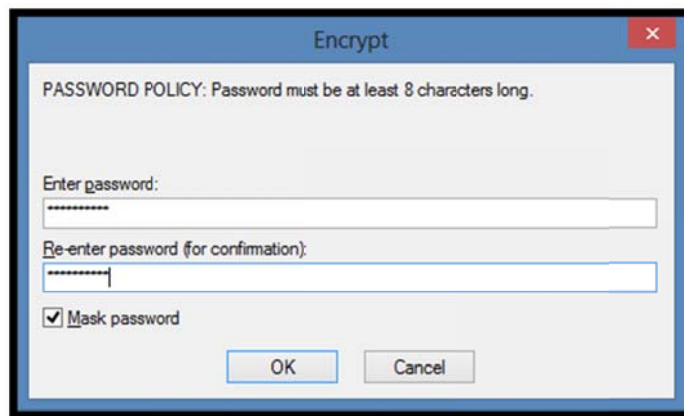 Encrypt
PASSWORD POLICY: Password must be at least 8 characters long.
Enter password:
**********
Re-enter password (for confirmation):
**********
Mask password
OK
Cancel